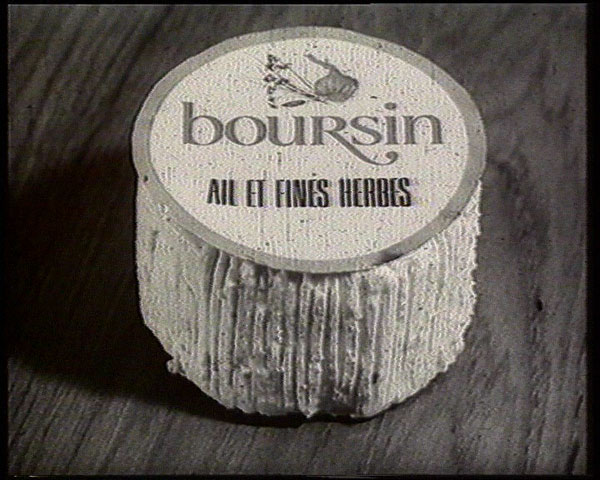 boursin
AIL ET FINES HERBES